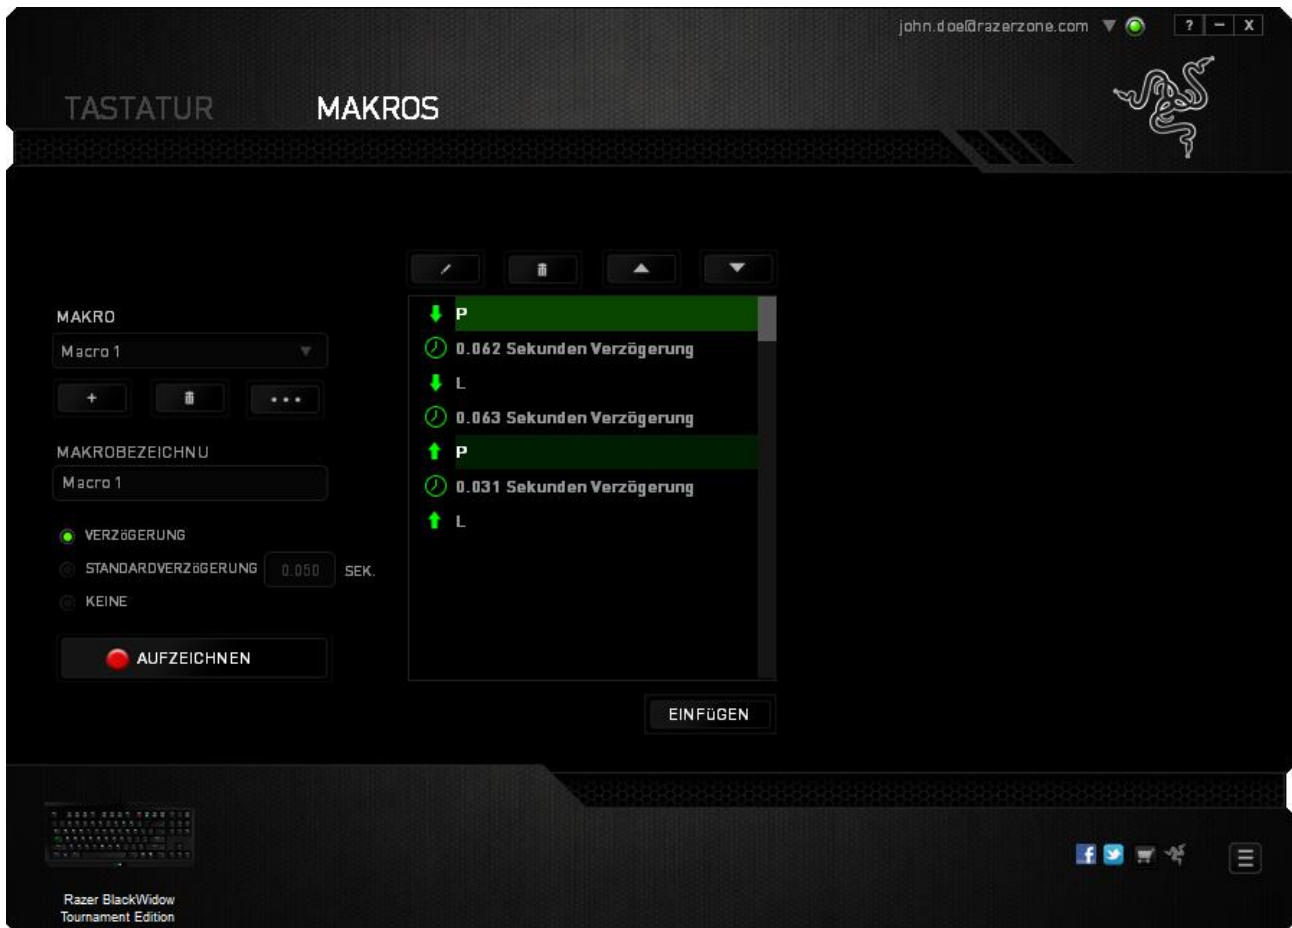 john.doe@razerzone.com
? – X
TASTATUR MAKROS
MAKRO
Macro 1
+
...
MAKROBEZEICHNU
Macro 1
VERZöGERUNG
STANDARDVERZöGERUNG 0.050 SEK.
KEINE
AUFZEICHNEN
P
0.062 Sekunden Verzögerung
L
0.063 Sekunden Verzögerung
P
0.031 Sekunden Verzögerung
L
EINFüGEN
Razer BlackWidow
Tournament Edition